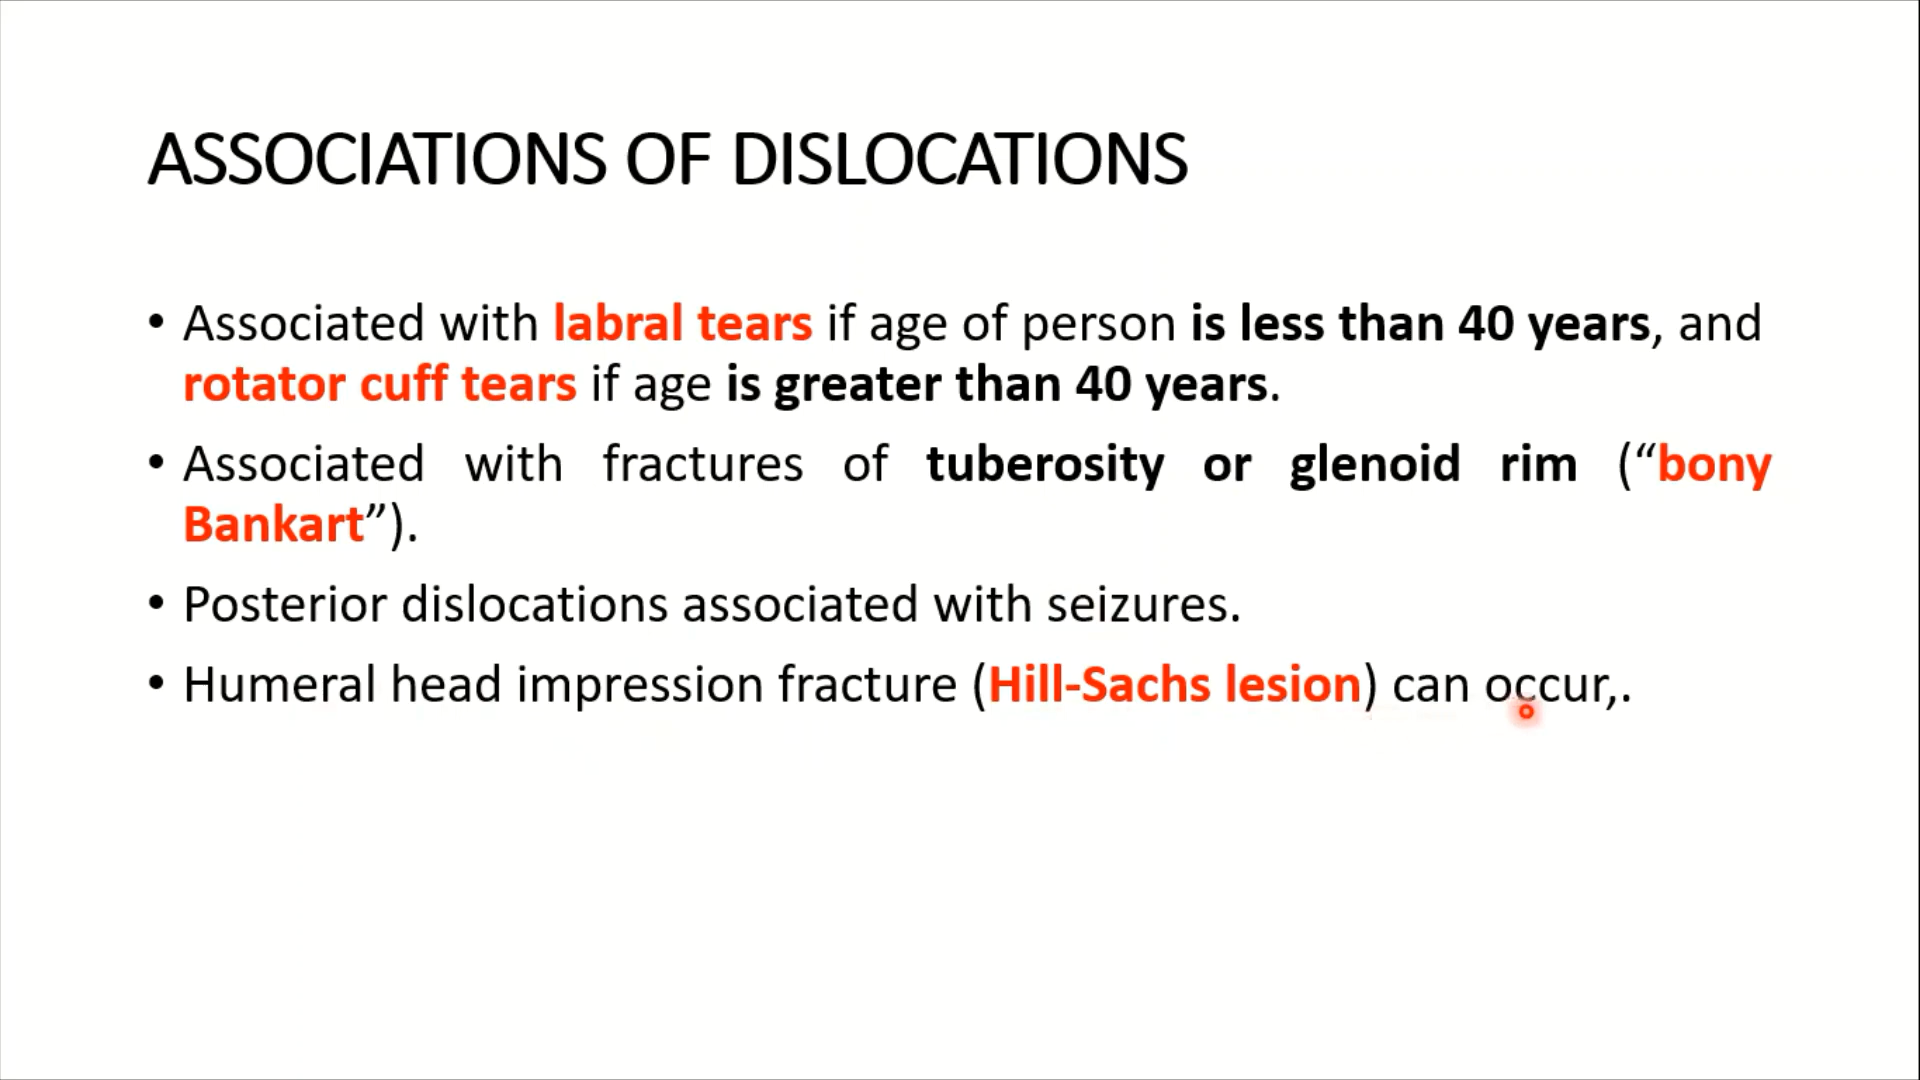 ASSOCIATIONS OF DISLOCATIONS
• Associated with labral tears if age of person is less than 40 years, and
rotator cuff tears if age is greater than 40 years.
• Associated with fractures of tuberosity or glenoid rim (“bony
Bankart”).
• Posterior dislocations associated with seizures.
• Humeral head impression fracture (Hill-Sachs lesion) can occur,.